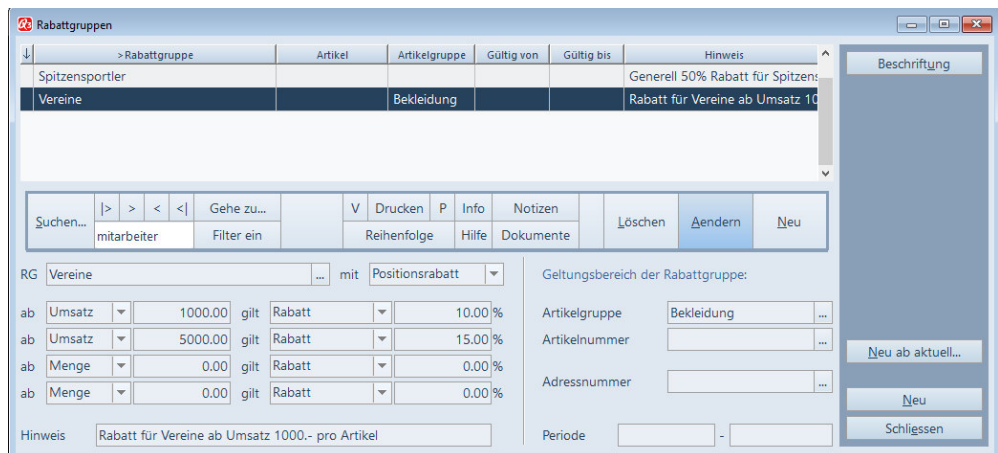 Rabattgruppen
>Rabattgruppe Artikel Artikelgruppe Gültig von Gültig bis Hinweis
Spitzensportler Generell 50% Rabatt für Spitzens
Vereine Bekleidung Rabatt für Vereine ab Umsatz 10
Beschriftung
Suchen... |> > < <| Gehe zu... V Drucken P Info Notizen Löschen Aendern Neu
mitarbeiter Filter ein Reihenfolge Hilfe Dokumente
RG Vereine ... mit Positionsrabatt Geltungsbereich der Rabattgruppe:
ab Umsatz 1000.00 gilt Rabatt 10.00 % Artikelgruppe Bekleidung ...
ab Umsatz 5000.00 gilt Rabatt 15.00 % Artikelnummer ...
ab Menge 0.00 gilt Rabatt 0.00 %
Adressnummer ...
ab Menge 0.00 gilt Rabatt 0.00 %
Hinweis Rabatt für Vereine ab Umsatz 1000.- pro Artikel Periode -
Neu ab aktuell...
Neu
Schliessen